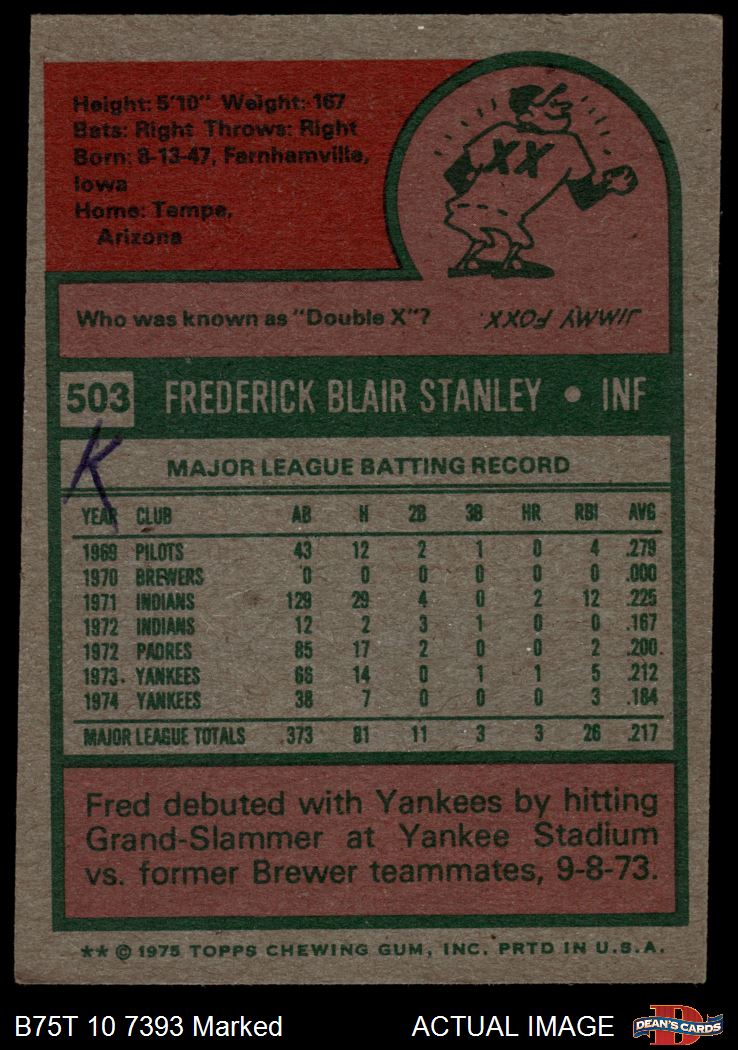 Height: 5'10" Weight: 167
Bats: Right Throws: Right
Born: 8-13-47, Farnhamville,
Iowa
Home: Tempe,
Arizona
XX
Who was known as "Double X"?
JIMMY FOXX.
503 FREDERICK BLAIR STANLEY • INF
K
MAJOR LEAGUE BATTING RECORD
YEAR CLUB AB H 2B 3B HR RBI AVG
1969 PILOTS 43 12 2 1 0 4 .279
1970 BREWERS 0 0 0 0 0 0 .000
1971 INDIANS 129 29 4 0 2 12 .225
1972 INDIANS 12 2 3 1 0 0 .167
1972 PADRES 85 17 2 0 0 2 .200
1973 YANKEES 66 14 0 1 1 5 .212
1974 YANKEES 38 7 0 0 0 3 .184
MAJOR LEAGUE TOTALS 373 81 11 3 3 26 .217
Fred debuted with Yankees by hitting
Grand-Slammer at Yankee Stadium
vs. former Brewer teammates, 9-8-73.
** © 1975 TOPPS CHEWING GUM, INC. PRTD IN U.S.A.
B75T 10 7393 Marked ACTUAL IMAGE
DEAN'S CARDS